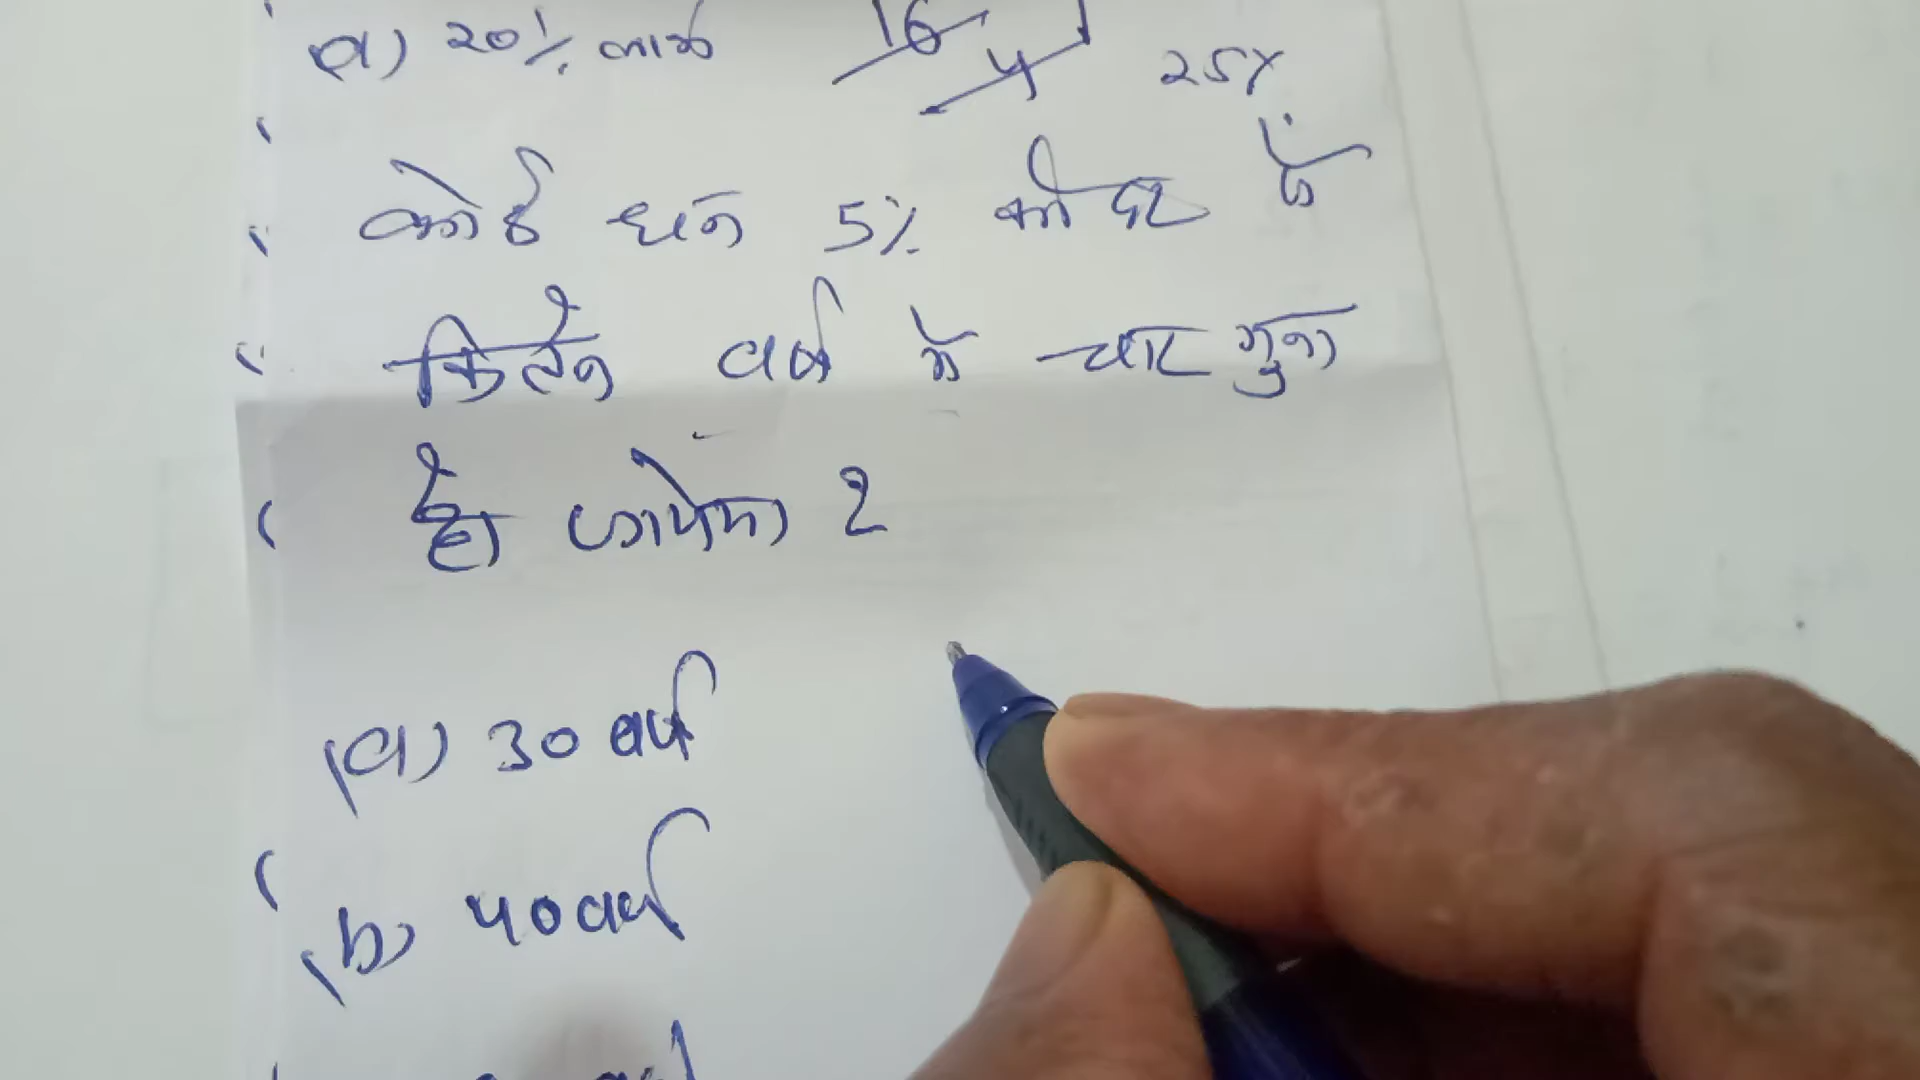 (a) 20% लाभ 16 4 25%
कोई धन 5% की दर से
कितने वर्ष में चार गुना
हो जायेगा ?
(a) 30 वर्ष
(b) 40 वर्ष